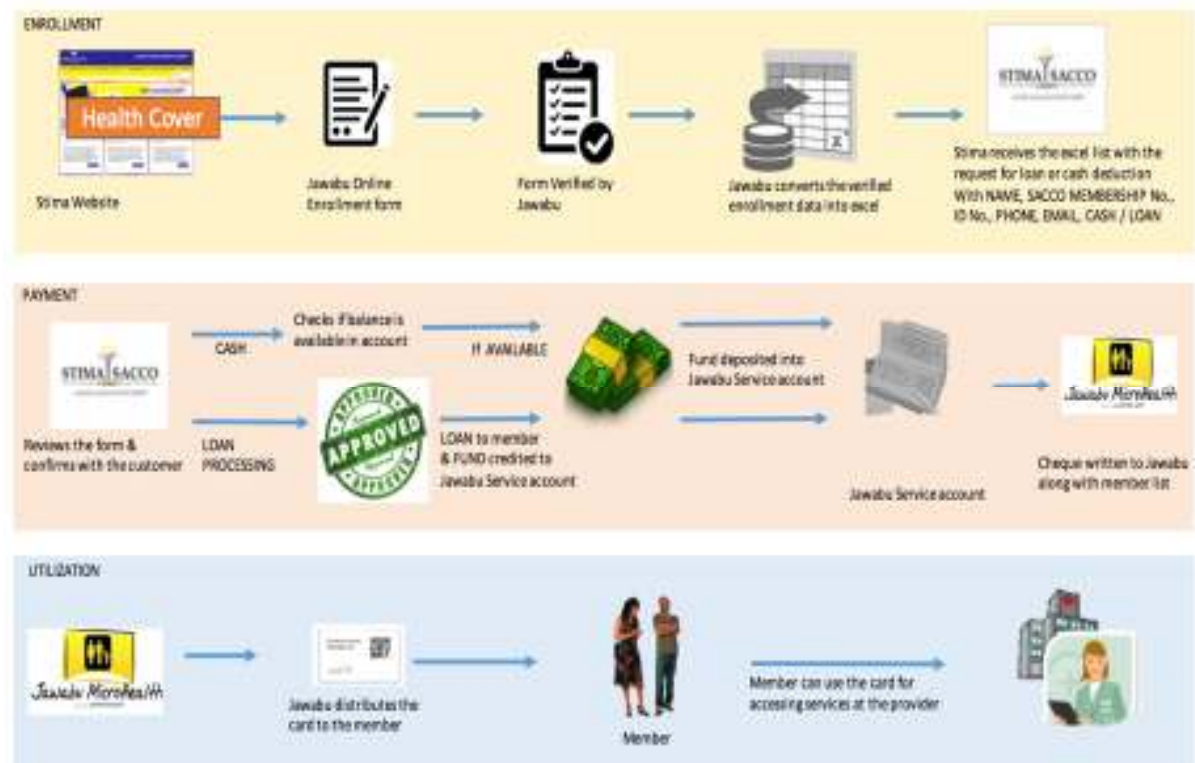 ENROLLMENT
Health Cover
Stima Website
Jawabu Online
Enrollment form
Form Verified by
Jawabu
Jawabu converts the verified
enrollment data into excel
STIMA SACCO
Stima receives the excel list with the
request for loan or cash deduction
With NAME, SACCO MEMBERSHIP No.,
ID No., PHONE, EMAIL, CASH / LOAN
PAYMENT
STIMA SACCO
Reviews the form &
confirms with the customer
CASH
Checks if balance is
available in account
IF AVAILABLE
LOAN
PROCESSING
APPROVED
APPROVED
APPROVED
LOAN to member
& FUND credited to
Jawabu Service account
Fund deposited into
Jawabu Service account
Jawabu Service account
Jawabu MicroHealth
Cheque written to Jawabu
along with member list
UTILIZATION
Jawabu MicroHealth
Jawabu distributes the
card to the member
Member
Member can use the card for
accessing services at the provider